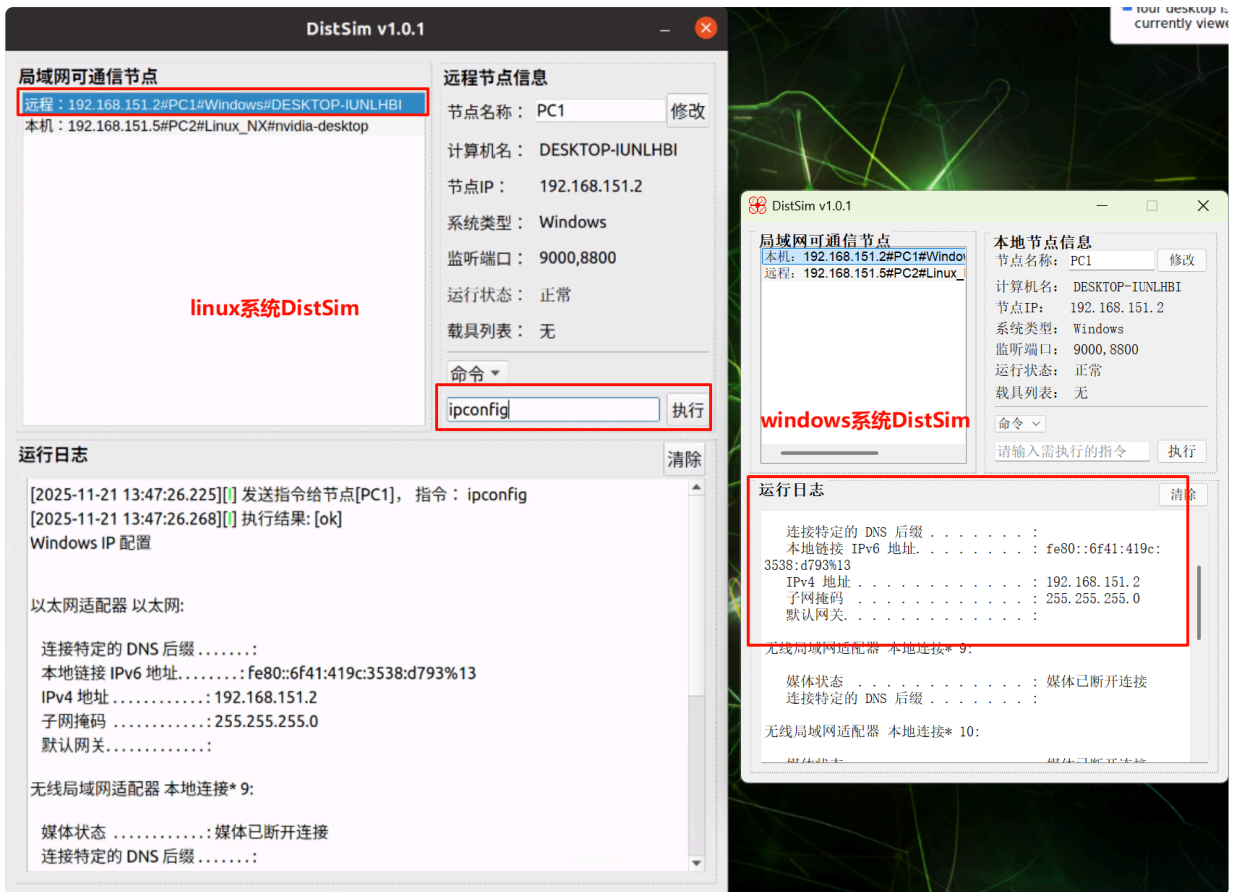 DistSim v1.0.1
局域网可通信节点
远程：192.168.151.2#PC1#Windows#DESKTOP-IUNLHBI
本机：192.168.151.5#PC2#Linux_NX#nvidia-desktop
linux系统DistSim
远程节点信息
节点名称： PC1 修改
计算机名： DESKTOP-IUNLHBI
节点IP： 192.168.151.2
系统类型： Windows
监听端口： 9000,8800
运行状态： 正常
载具列表： 无
命令
ipconfig 执行
运行日志 清除
[2025-11-21 13:47:26.225][I] 发送指令给节点[PC1]， 指令 ：ipconfig
[2025-11-21 13:47:26.268][I] 执行结果: [ok]
Windows IP 配置
以太网适配器 以太网:
连接特定的 DNS 后缀 . . . . . . . :
本地链接 IPv6 地址. . . . . . . . : fe80::6f41:419c:3538:d793%13
IPv4 地址 . . . . . . . . . . . . : 192.168.151.2
子网掩码 . . . . . . . . . . . . : 255.255.255.0
默认网关. . . . . . . . . . . . . :
无线局域网适配器 本地连接* 9:
媒体状态 . . . . . . . . . . . . : 媒体已断开连接
连接特定的 DNS 后缀 . . . . . . . :
Your desktop is
currently viewe
DistSim v1.0.1
局域网可通信节点
本机：192.168.151.2#PC1#Windo
远程：192.168.151.5#PC2#Linux_
windows系统DistSim
本地节点信息
节点名称： PC1 修改
计算机名： DESKTOP-IUNLHBI
节点IP： 192.168.151.2
系统类型： Windows
监听端口： 9000,8800
运行状态： 正常
载具列表： 无
命令
请输入需执行的指令 执行
运行日志 清除
连接特定的 DNS 后缀 . . . . . . . :
本地链接 IPv6 地址. . . . . . . . : fe80::6f41:419c:
3538:d793%13
IPv4 地址 . . . . . . . . . . . . : 192.168.151.2
子网掩码 . . . . . . . . . . . . : 255.255.255.0
默认网关. . . . . . . . . . . . . :
无线局域网适配器 本地连接* 9:
媒体状态 . . . . . . . . . . . . : 媒体已断开连接
连接特定的 DNS 后缀 . . . . . . . :
无线局域网适配器 本地连接* 10:
媒体状态 . . . . . . . . . . . . : 媒体已断开连接